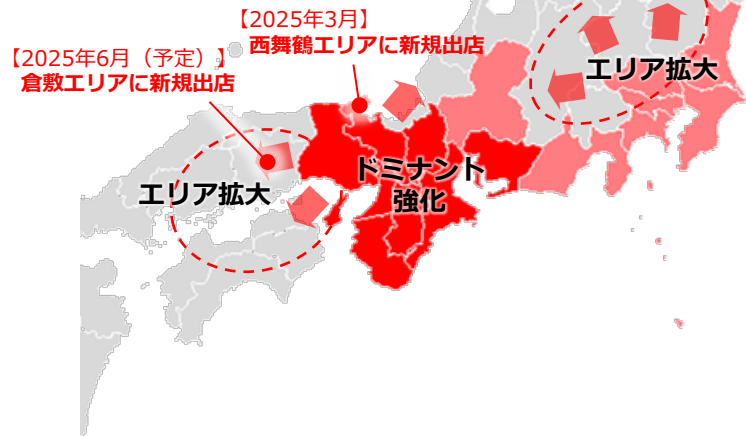 【2025年3月】
西舞鶴エリアに新規出店
【2025年6月（予定）】
倉敷エリアに新規出店
エリア拡大
ドミナント
強化
エリア拡大